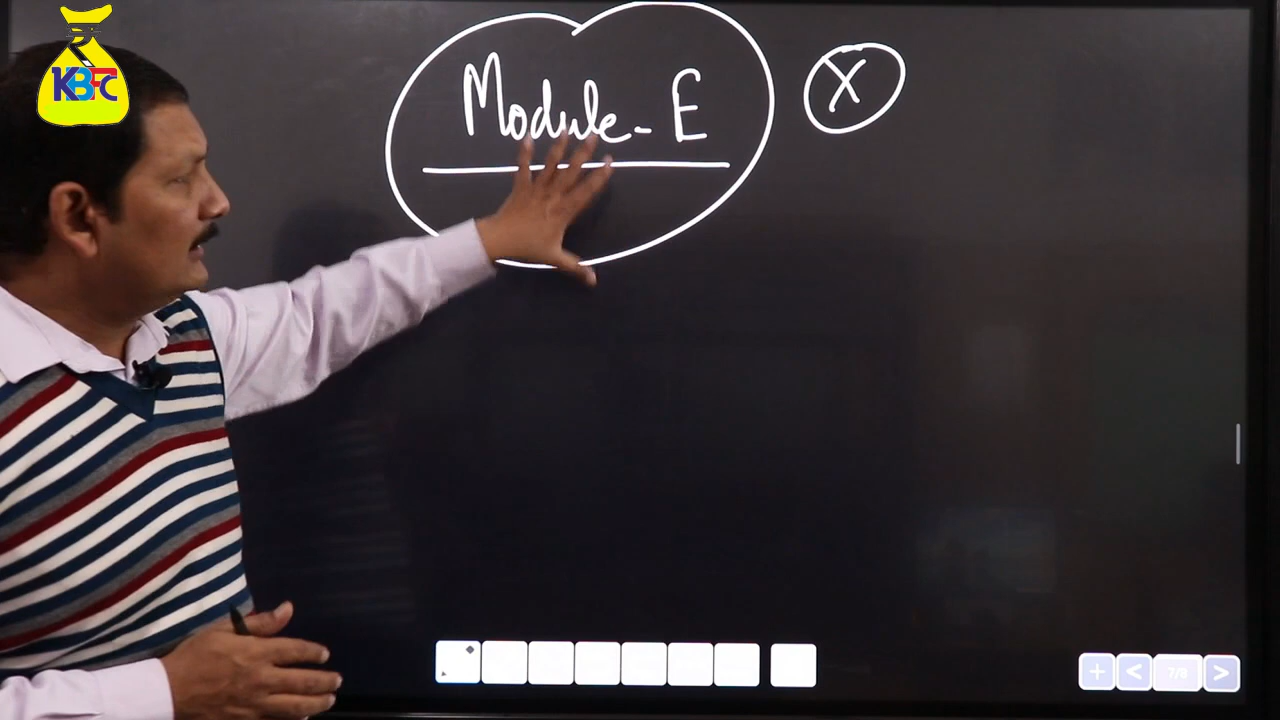 ₹
KBFC
Module - E
X
+ < 7/8 >